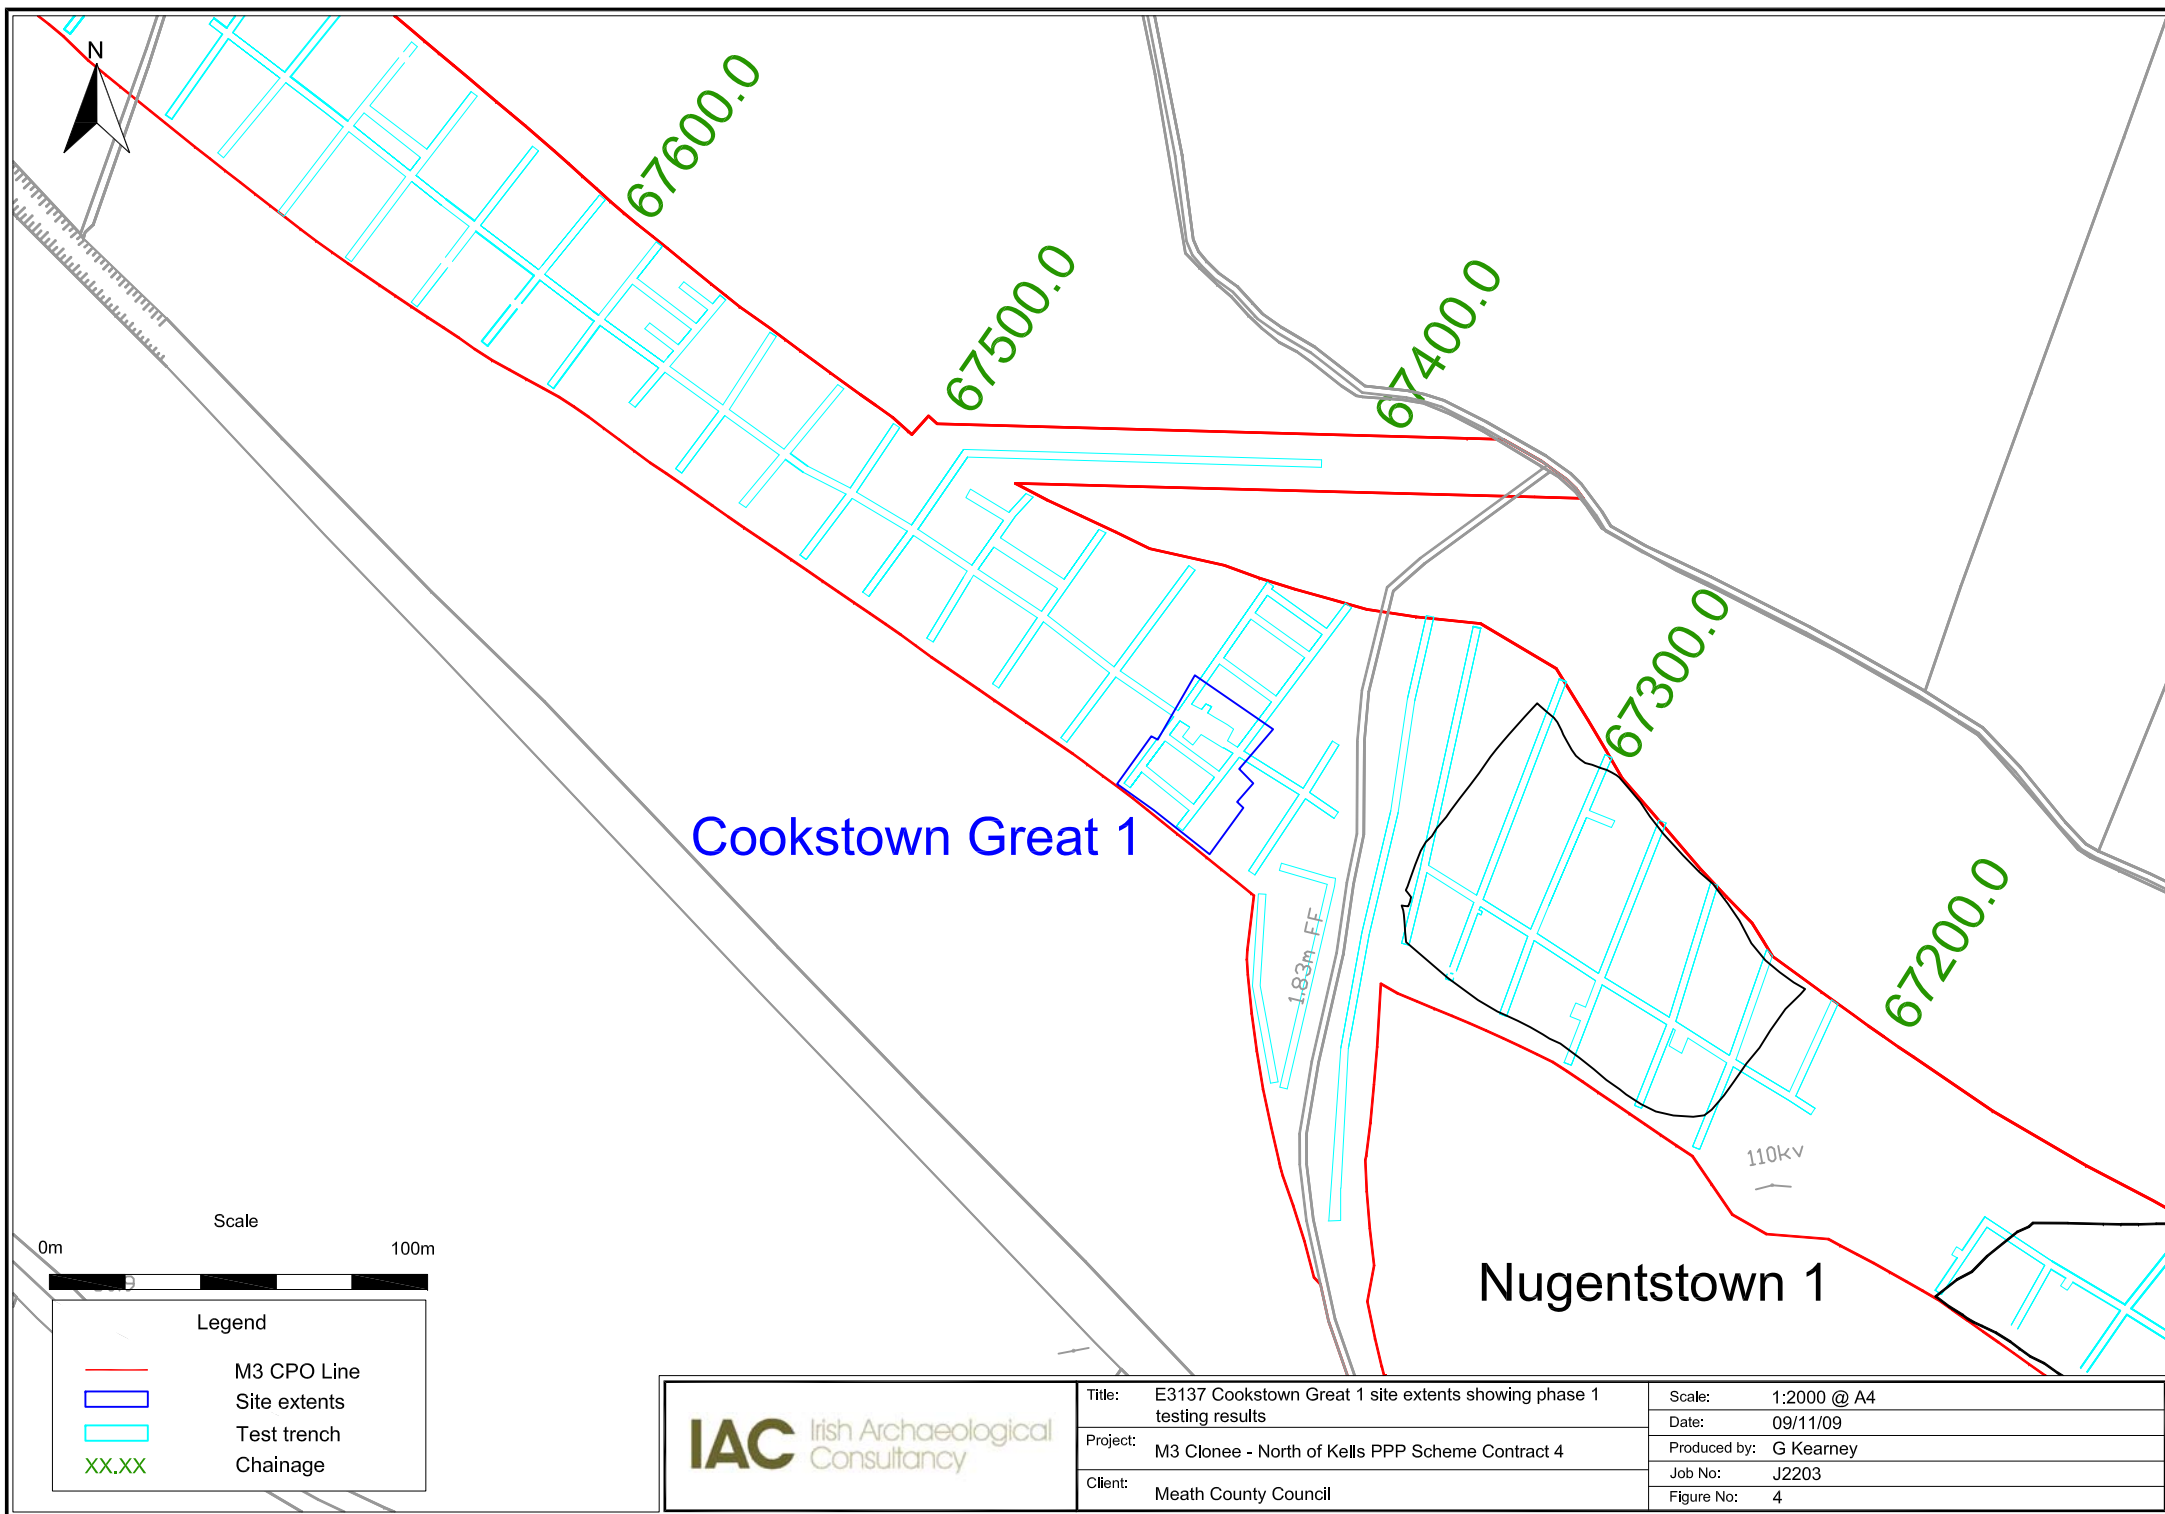 N
67600.0
67500.0
67400.0
67300.0
67200.0
Cookstown Great 1
1.83m FF
110kv
Nugentstown 1
Scale
0m
100m
Legend
M3 CPO Line
Site extents
Test trench
XX.XX
Chainage
IAC
Irish Archaeological
Consultancy
Title:
E3137 Cookstown Great 1 site extents showing phase 1
testing results
Project:
M3 Clonee - North of Kells PPP Scheme Contract 4
Client:
Meath County Council
Scale:
1:2000 @ A4
Date:
09/11/09
Produced by:
G Kearney
Job No:
J2203
Figure No:
4